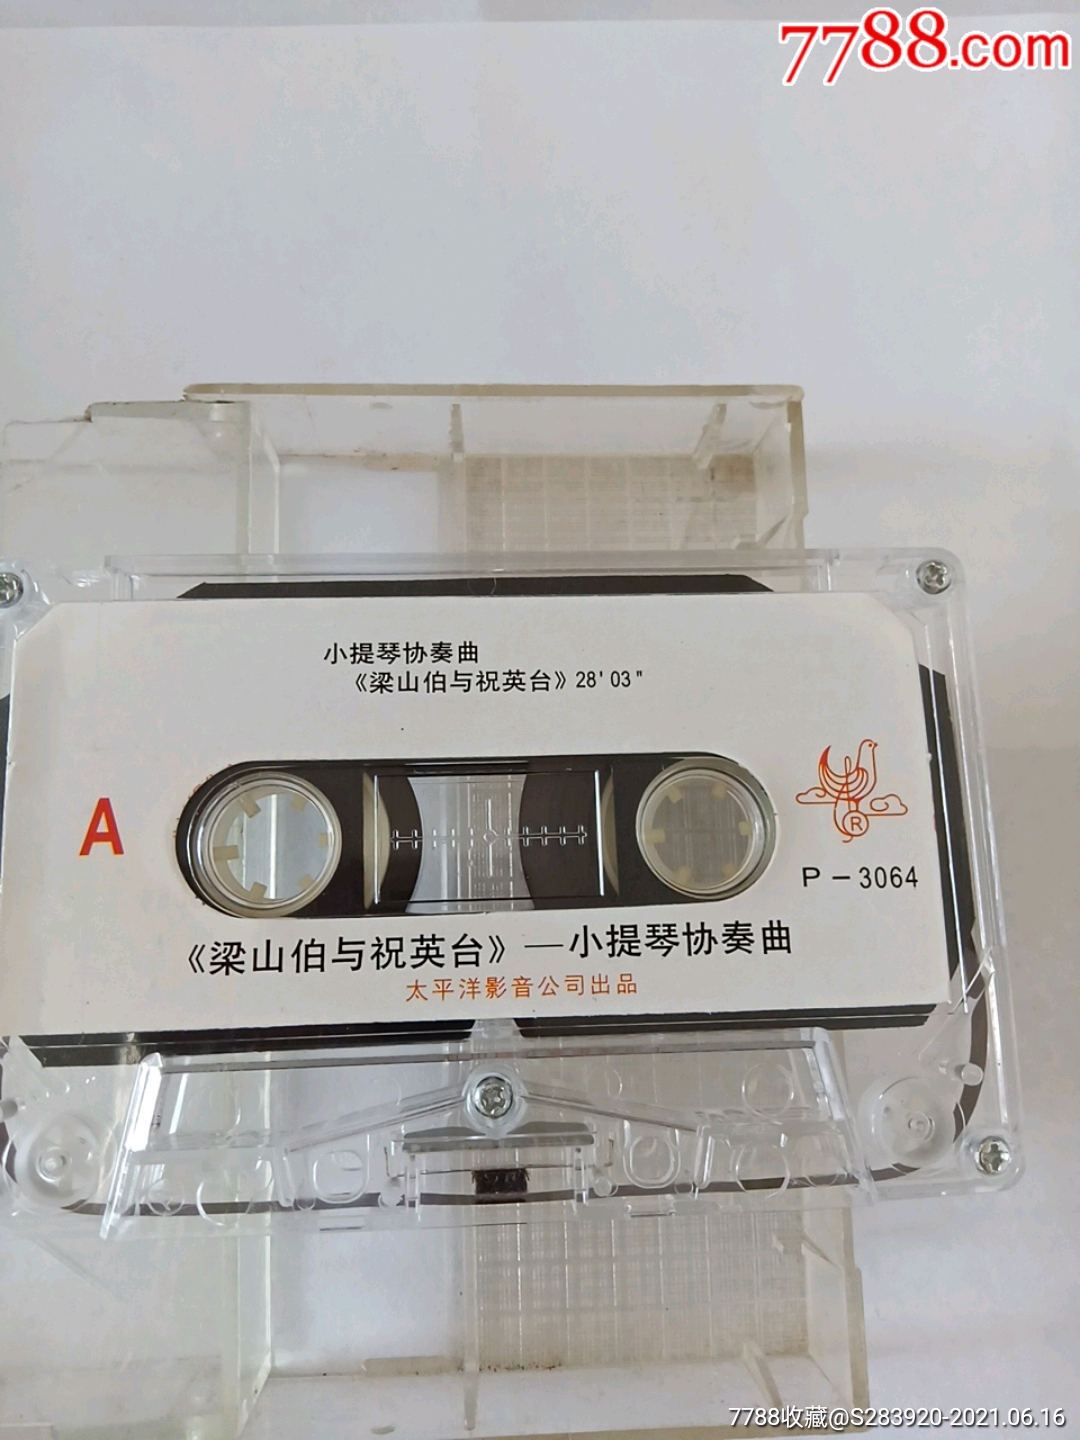 7788.com
小提琴协奏曲
《梁山伯与祝英台》28'03"
A
R
P-3064
《梁山伯与祝英台》—小提琴协奏曲
太平洋影音公司出品
7788收藏@S283920-2021.06.16